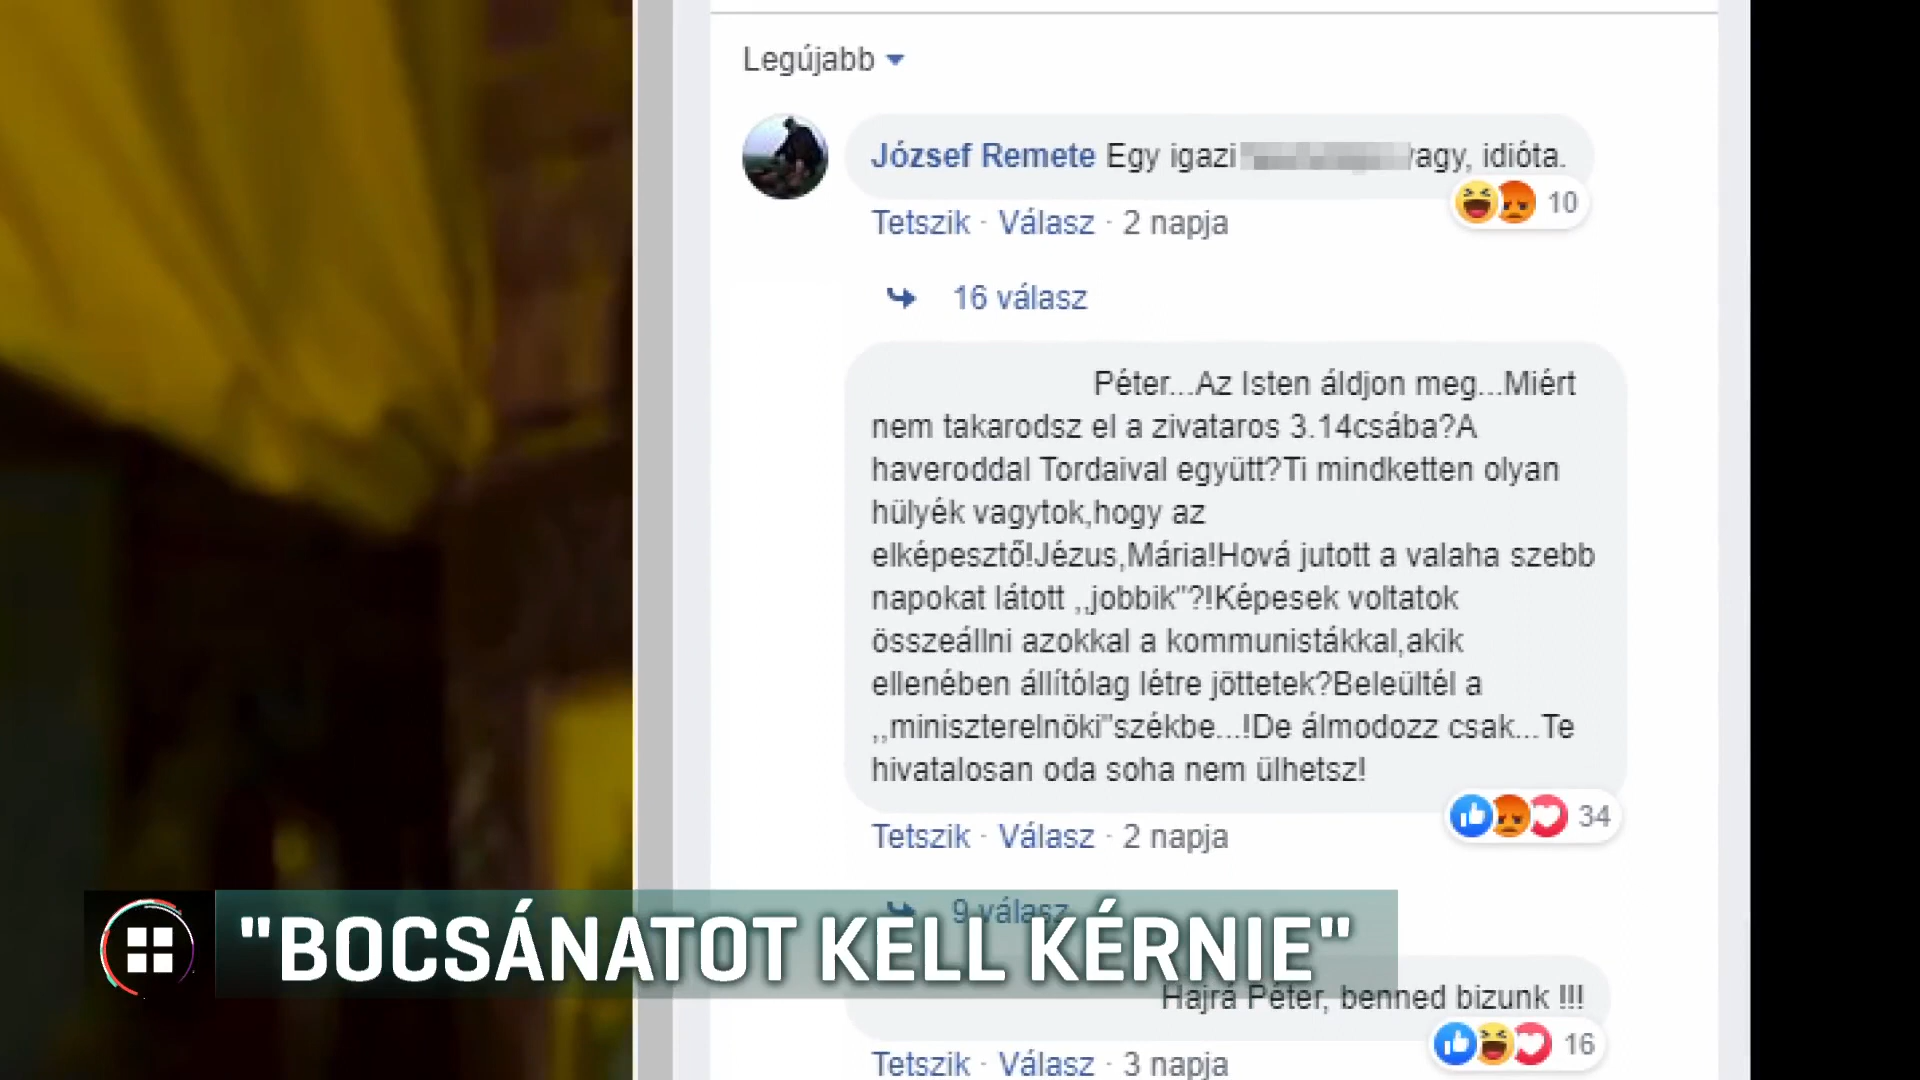 Legújabb
József Remete Egy igazi vagy, idióta.
10
Tetszik · Válasz · 2 napja
16 válasz
Péter...Az Isten áldjon meg...Miért
nem takarodsz el a zivataros 3.14csába?A
haveroddal Tordaival együtt?Ti mindketten olyan
hülyék vagytok,hogy az
elképesztő!Jézus,Mária!Hová jutott a valaha szebb
napokat látott ,,jobbik"?!Képesek voltatok
összeállni azokkal a kommunistákkal,akik
ellenében állítólag létre jöttetek?Beleültél a
,,miniszterelnöki"székbe...!De álmodozz csak...Te
hivatalosan oda soha nem ülhetsz!
34
Tetszik · Válasz · 2 napja
9 válasz
"BOCSÁNATOT KELL KÉRNIE"
Hajrá Péter, benned bizunk !!!
16
Tetszik · Válasz · 3 napja